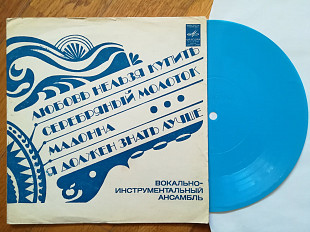 ЛЮБОВЬ НЕЛЬЗЯ КУПИТЬ
СЕРЕБРЯНЫЙ МОЛОТОК
МАДОННА
Я ДОЛЖЕН ЗНАТЬ ЛУЧШЕ
ВОКАЛЬНО-
ИНСТРУМЕНТАЛЬНЫЙ
АНСАМБЛЬ